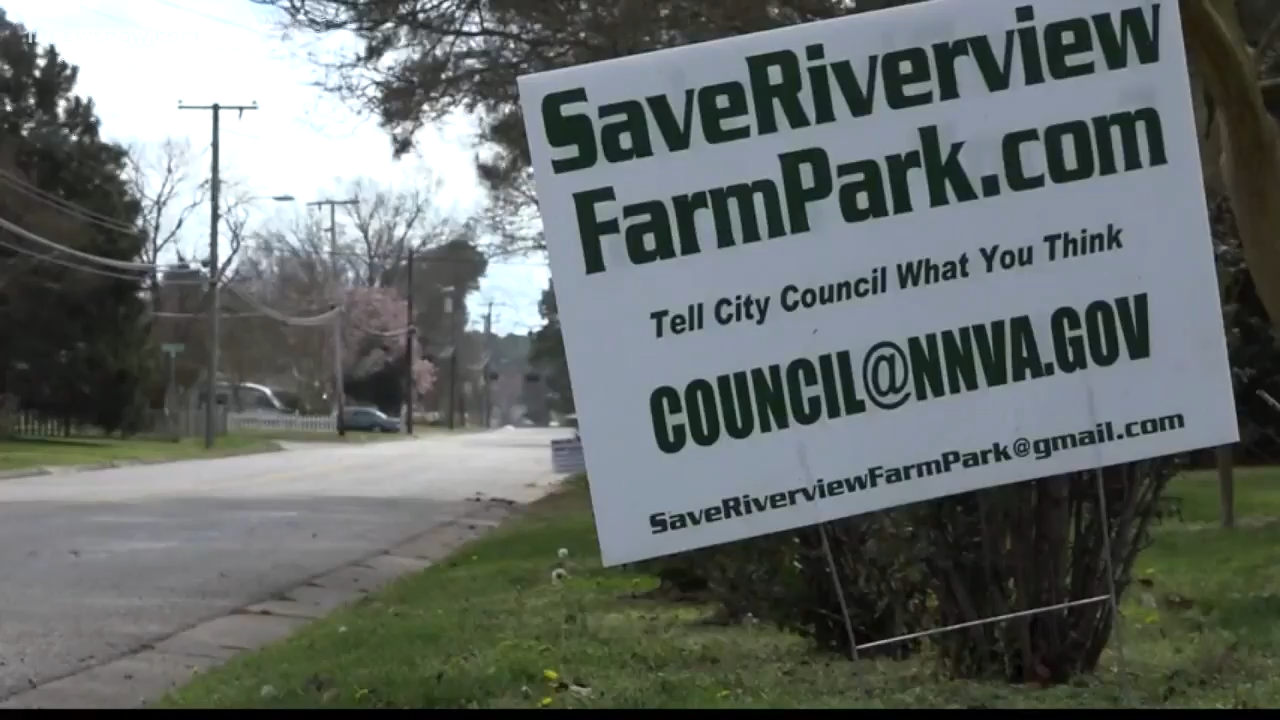 SaveRiverview
FarmPark.com
Tell City Council What You Think
COUNCIL@NNVA.GOV
SaveRiverviewFarmPark@gmail.com